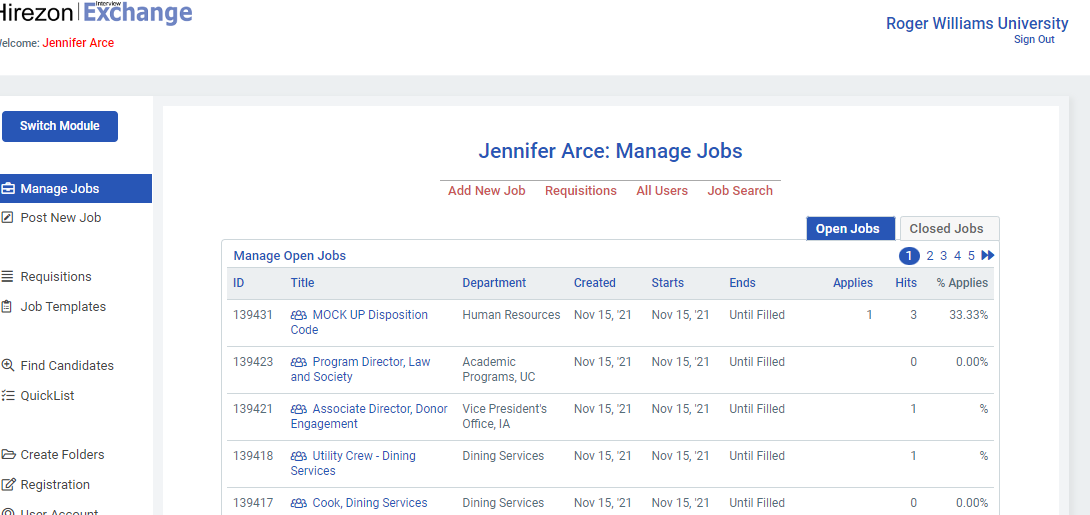 Hirezon Interview Exchange
Welcome: Jennifer Arce
Roger Williams University
Sign Out
Switch Module
Manage Jobs
Post New Job
Requisitions
Job Templates
Find Candidates
QuickList
Create Folders
Registration
User Account
Jennifer Arce: Manage Jobs
Add New Job Requisitions All Users Job Search
Open Jobs Closed Jobs
Manage Open Jobs 1 2 3 4 5
ID Title Department Created Starts Ends Applies Hits % Applies
139431 MOCK UP Disposition Human Resources Nov 15, '21 Nov 15, '21 Until Filled 1 3 33.33%
Code
139423 Program Director, Law Academic Nov 15, '21 Nov 15, '21 Until Filled 0 0.00%
and Society Programs, UC
139421 Associate Director, Donor Vice President's Nov 15, '21 Nov 15, '21 Until Filled 1 %
Engagement Office, IA
139418 Utility Crew - Dining Dining Services Nov 15, '21 Nov 15, '21 Until Filled 1 %
Services
139417 Cook, Dining Services Dining Services Nov 15, '21 Nov 15, '21 Until Filled 0 0.00%